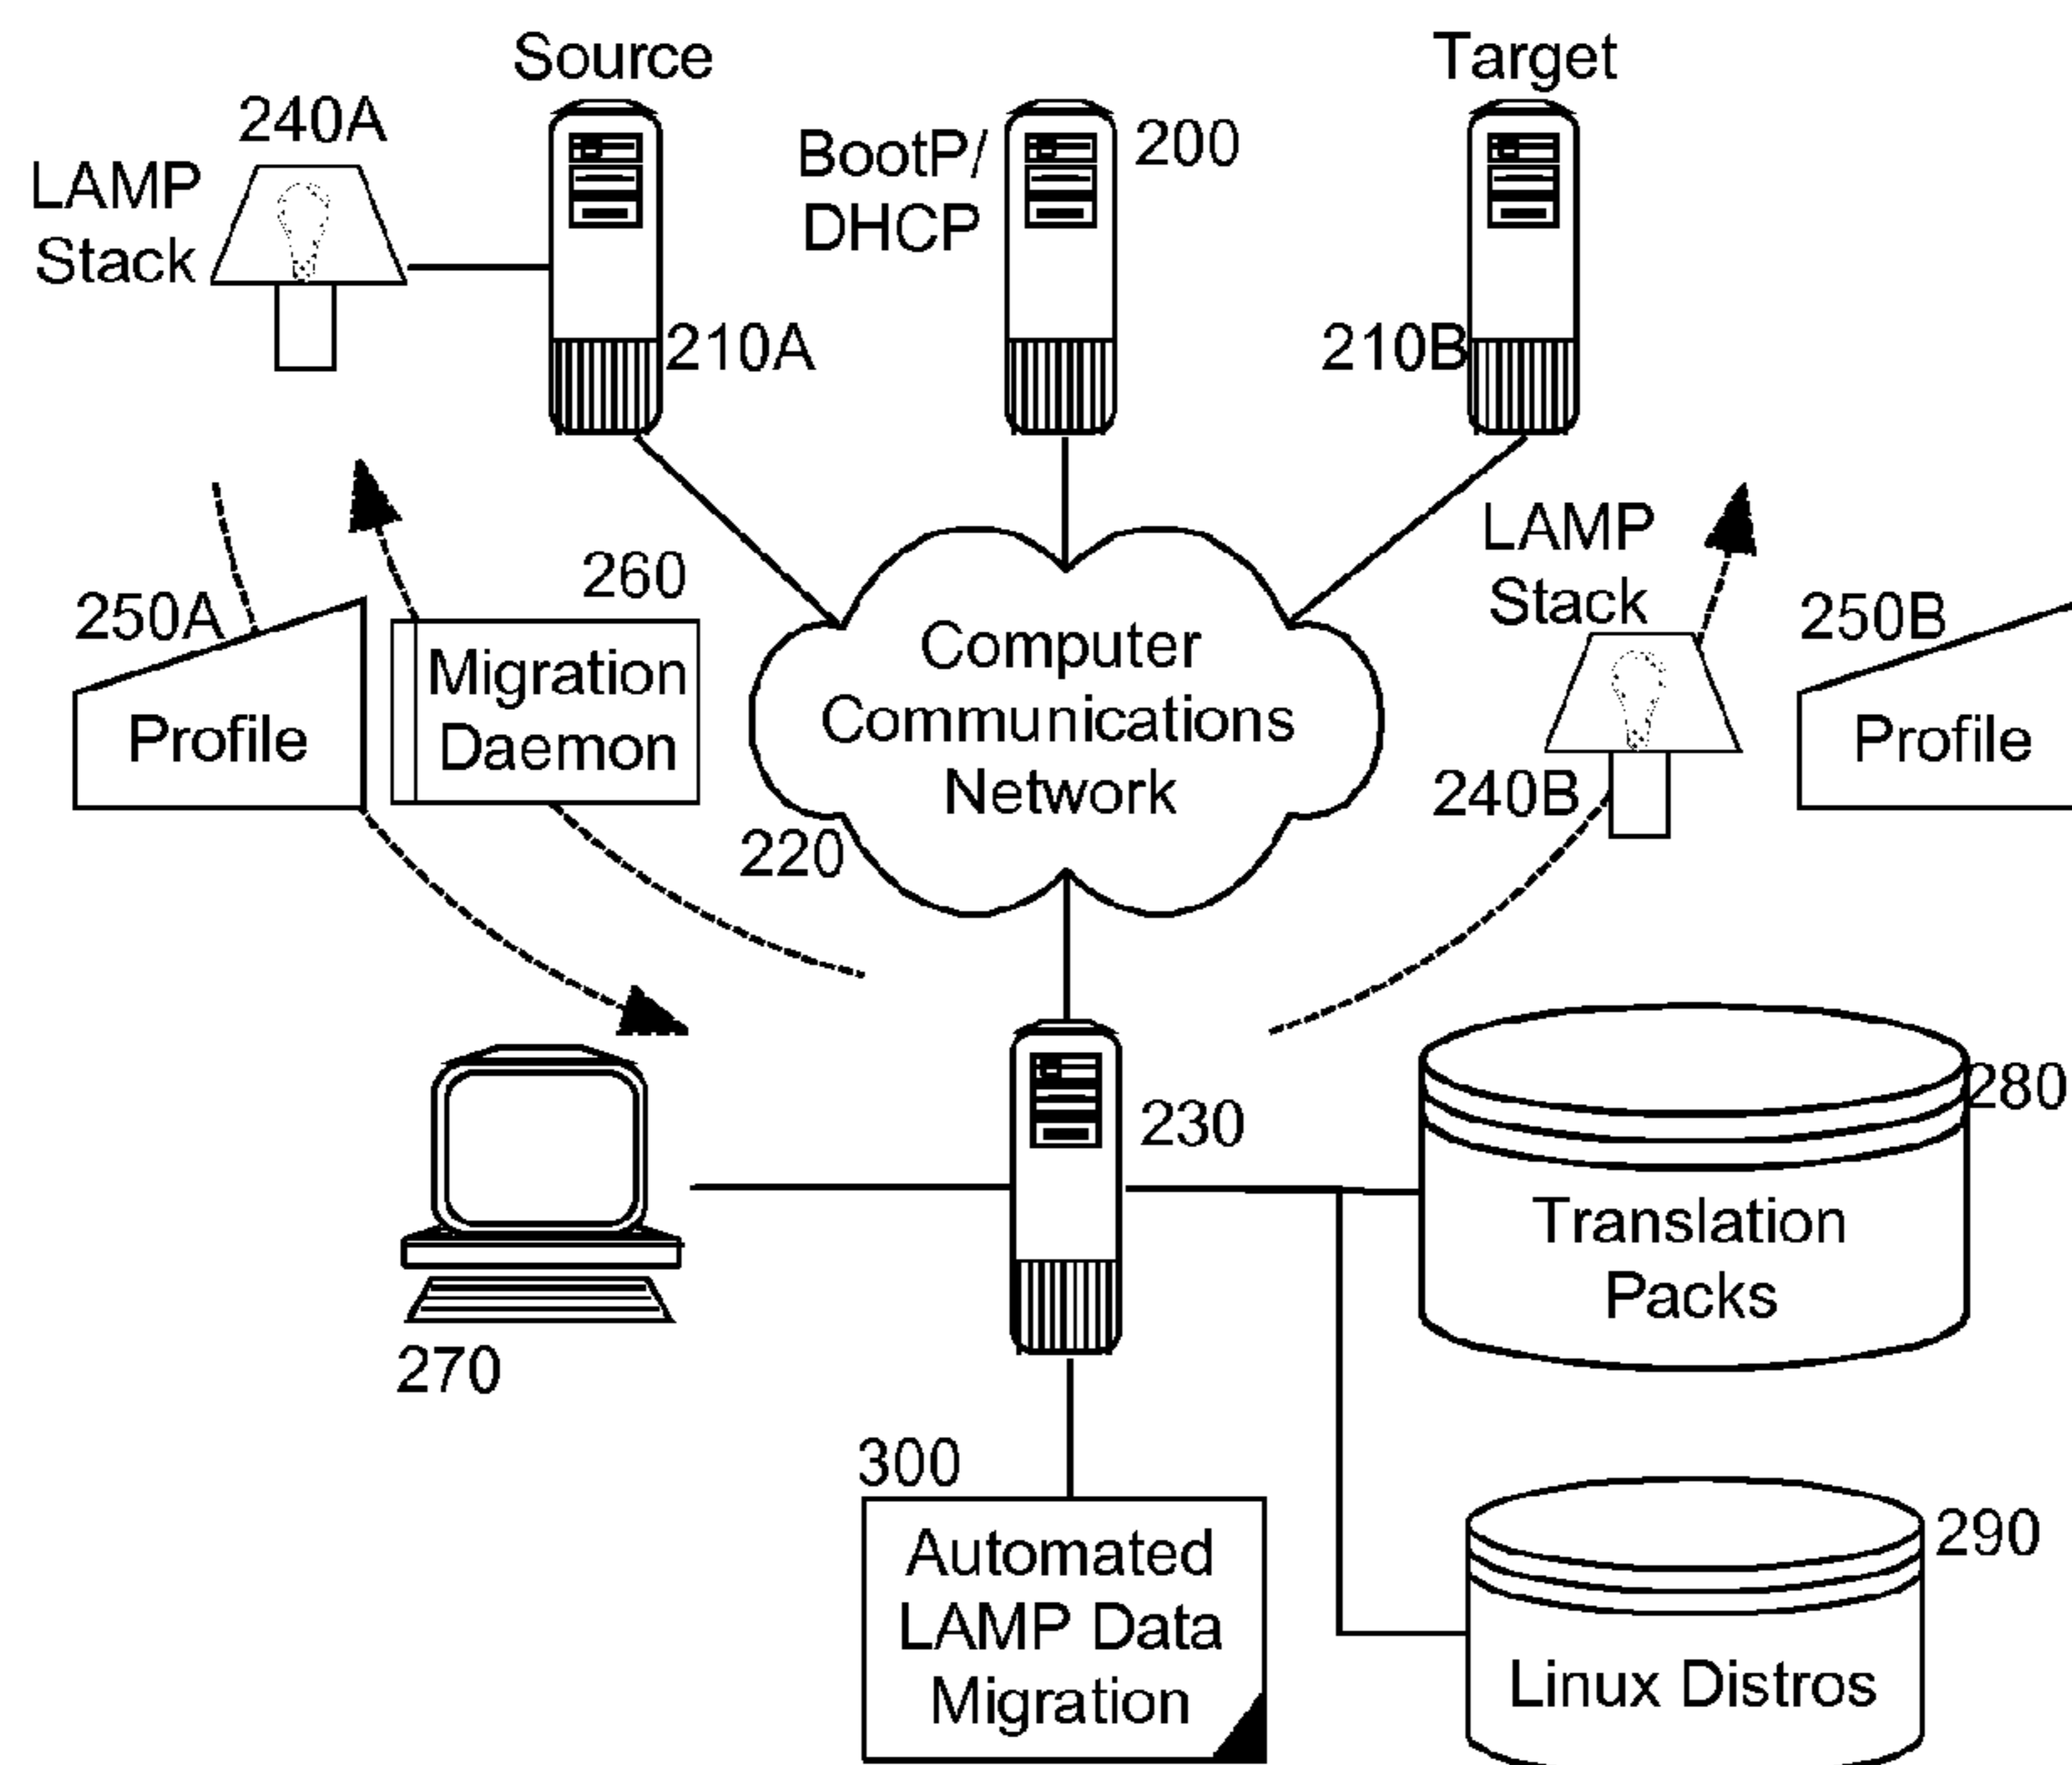 Source
Target
240A
LAMP
Stack
BootP/
DHCP
200
210A
210B
LAMP
Stack
260
250A
Profile
Migration
Daemon
Computer
Communications
Network
250B
Profile
240B
220
280
230
Translation
Packs
270
300
Automated
LAMP Data
Migration
290
Linux Distros